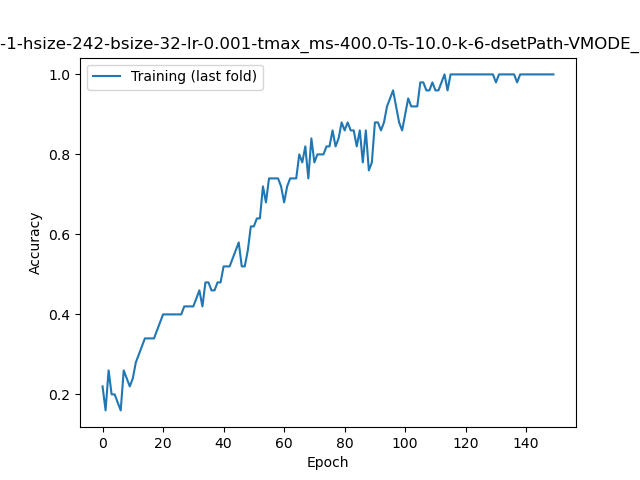 -1-hsize-242-bsize-32-lr-0.001-tmax_ms-400.0-Ts-10.0-k-6-dsetPath-VMODE_
Training (last fold)
1.0
0.8
0.6
0.4
0.2
Accuracy
0 20 40 60 80 100 120 140
Epoch